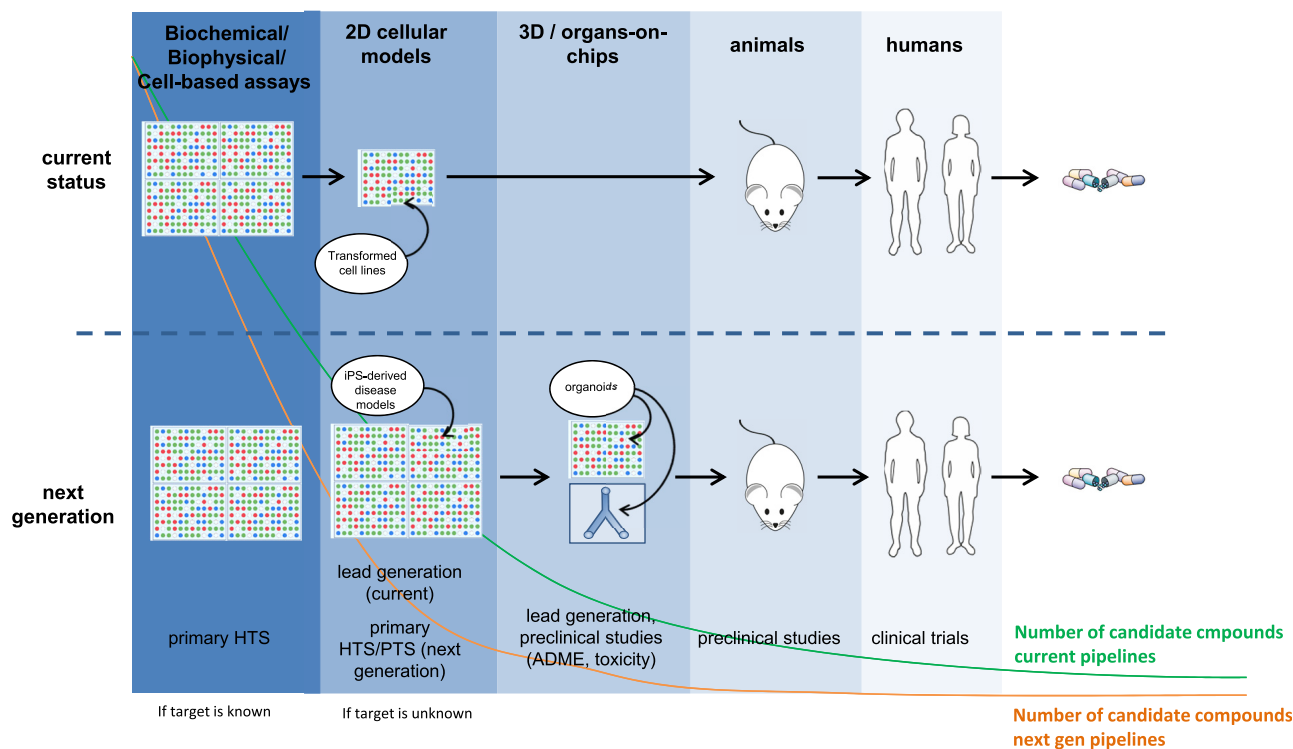 Biochemical/
Biophysical/
Cell-based assays
2D cellular
models
3D / organs-on-
chips
animals
humans
current
status
Transformed
cell lines
iPS-derived
disease
models
organoids
next
generation
lead generation
(current)
primary HTS
primary
HTS/PTS (next
generation)
lead generation,
preclinical studies
(ADME, toxicity)
preclinical studies
clinical trials
Number of candidate cmpounds
current pipelines
If target is known
If target is unknown
Number of candidate compounds
next gen pipelines